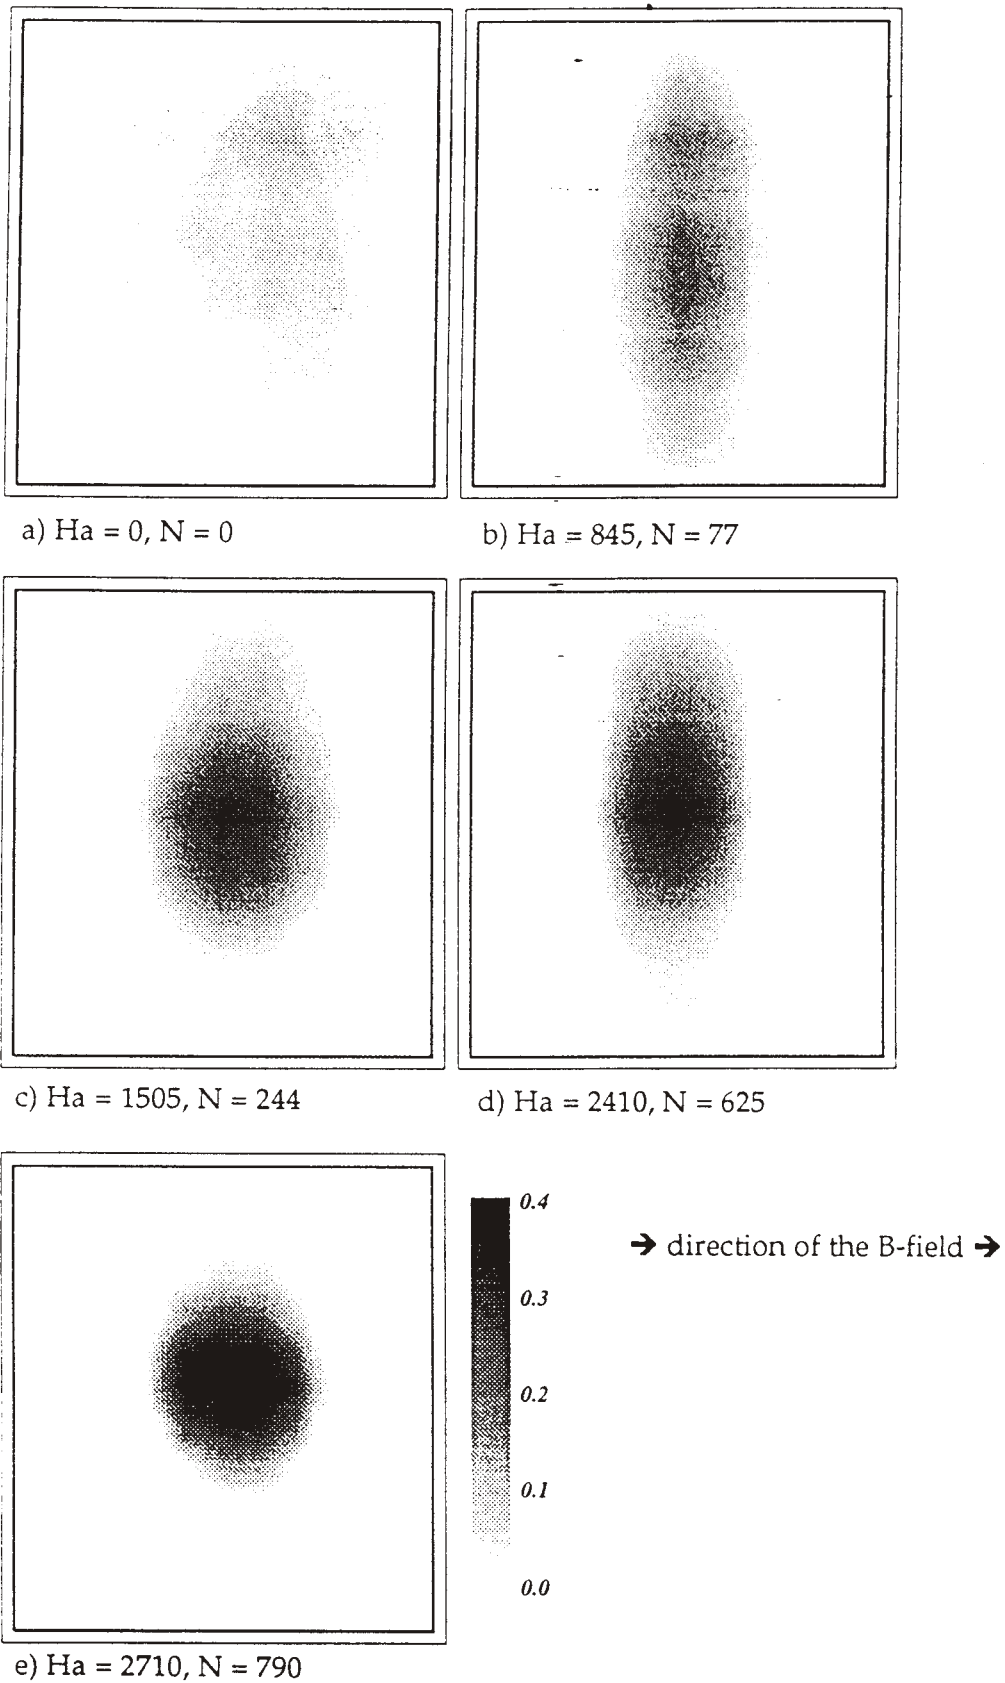 a) Ha = 0, N = 0
b) Ha = 845, N = 77
c) Ha = 1505, N = 244
d) Ha = 2410, N = 625
0.4
→ direction of the B-field →
0.3
0.2
0.1
0.0
e) Ha = 2710, N = 790